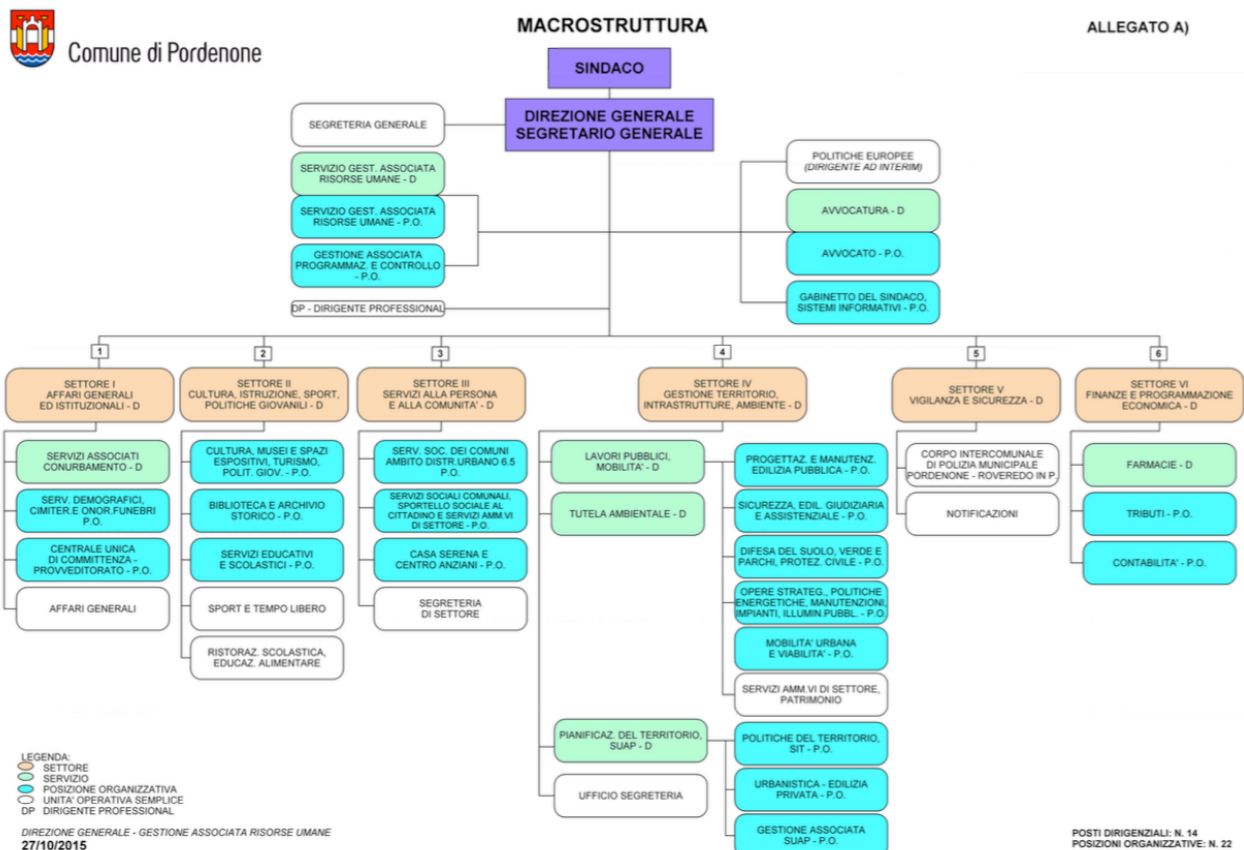 Comune di Pordenone
MACROSTRUTTURA
ALLEGATO A)
SINDACO
DIREZIONE GENERALE
SEGRETARIO GENERALE
SEGRETERIA GENERALE
SERVIZIO GEST. ASSOCIATA
RISORSE UMANE - D
SERVIZIO GEST. ASSOCIATA
RISORSE UMANE - P.O.
GESTIONE ASSOCIATA
PROGRAMMAZ. E CONTROLLO
- P.O.
DP - DIRIGENTE PROFESSIONAL
POLITICHE EUROPEE
(DIRIGENTE AD INTERIM)
AVVOCATURA - D
AVVOCATO - P.O.
GABINETTO DEL SINDACO,
SISTEMI INFORMATIVI - P.O.
1
SETTORE I
AFFARI GENERALI
ED ISTITUZIONALI - D
SERVIZI ASSOCIATI
CONURBAMENTO - D
SERV. DEMOGRAFICI,
CIMITER.E ONOR.FUNEBRI
P.O.
CENTRALE UNICA
DI COMMITTENZA -
PROVVEDITORATO - P.O.
AFFARI GENERALI
2
SETTORE II
CULTURA, ISTRUZIONE, SPORT,
POLITICHE GIOVANILI - D
CULTURA, MUSEI E SPAZI
ESPOSITIVI, TURISMO,
POLIT. GIOV. - P.O.
BIBLIOTECA E ARCHIVIO
STORICO - P.O.
SERVIZI EDUCATIVI
E SCOLASTICI - P.O.
SPORT E TEMPO LIBERO
RISTORAZ. SCOLASTICA,
EDUCAZ. ALIMENTARE
3
SETTORE III
SERVIZI ALLA PERSONA
E ALLA COMUNITA' - D
SERV. SOC. DEI COMUNI
AMBITO DISTR.URBANO 6.5
P.O.
SERVIZI SOCIALI COMUNALI,
SPORTELLO SOCIALE AL
CITTADINO E SERVIZI AMM.VI
DI SETTORE - P.O.
CASA SERENA E
CENTRO ANZIANI - P.O.
SEGRETERIA
DI SETTORE
4
SETTORE IV
GESTIONE TERRITORIO,
INTRASTRUTTURE, AMBIENTE - D
LAVORI PUBBLICI,
MOBILITA' - D
TUTELA AMBIENTALE - D
PROGETTAZ. E MANUTENZ.
EDILIZIA PUBBLICA - P.O.
SICUREZZA, EDIL. GIUDIZIARIA
E ASSISTENZIALE - P.O.
DIFESA DEL SUOLO, VERDE E
PARCHI, PROTEZ. CIVILE - P.O.
OPERE STRATEG., POLITICHE
ENERGETICHE, MANUTENZIONI,
IMPIANTI, ILLUMIN.PUBBL. - P.O.
MOBILITA' URBANA
E VIABILITA' - P.O.
SERVIZI AMM.VI DI SETTORE,
PATRIMONIO
PIANIFICAZ. DEL TERRITORIO,
SUAP - D
UFFICIO SEGRETERIA
POLITICHE DEL TERRITORIO,
SIT - P.O.
URBANISTICA - EDILIZIA
PRIVATA - P.O.
GESTIONE ASSOCIATA
SUAP - P.O.
5
SETTORE V
VIGILANZA E SICUREZZA - D
CORPO INTERCOMUNALE
DI POLIZIA MUNICIPALE
PORDENONE - ROVEREDO IN P.
NOTIFICAZIONI
6
SETTORE VI
FINANZE E PROGRAMMAZIONE
ECONOMICA - D
FARMACIE - D
TRIBUTI - P.O.
CONTABILITA' - P.O.
LEGENDA:
SETTORE
SERVIZIO
POSIZIONE ORGANIZZATIVA
UNITA' OPERATIVA SEMPLICE
DP DIRIGENTE PROFESSIONAL
DIREZIONE GENERALE - GESTIONE ASSOCIATA RISORSE UMANE
27/10/2015
POSTI DIRIGENZIALI: N. 14
POSIZIONI ORGANIZZATIVE: N. 22